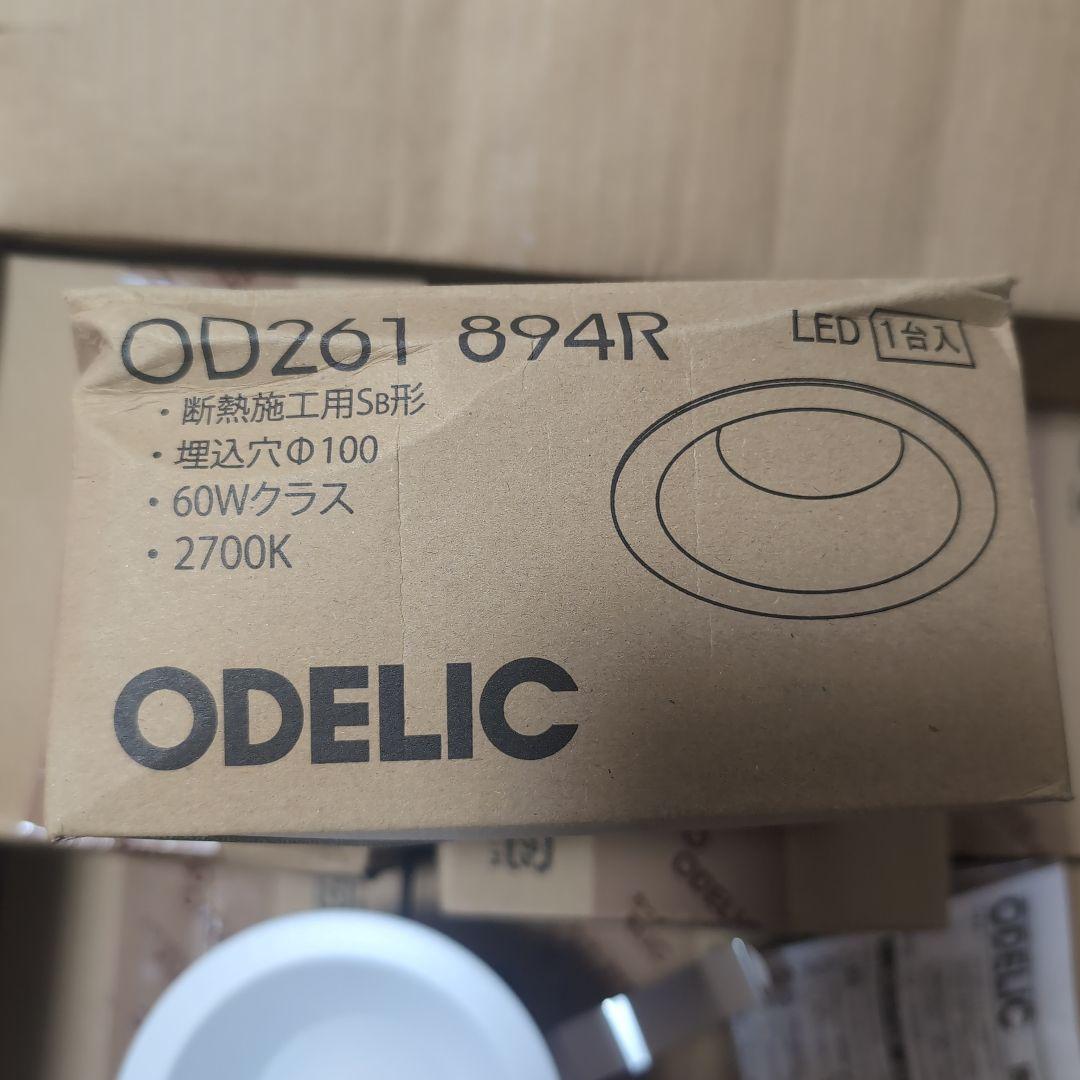 OD261 894R
LED 1台入
・断熱施工用SB形
・埋込穴Φ100
・60Wクラス
・2700K
ODELIC
ODELIC
ODELIC